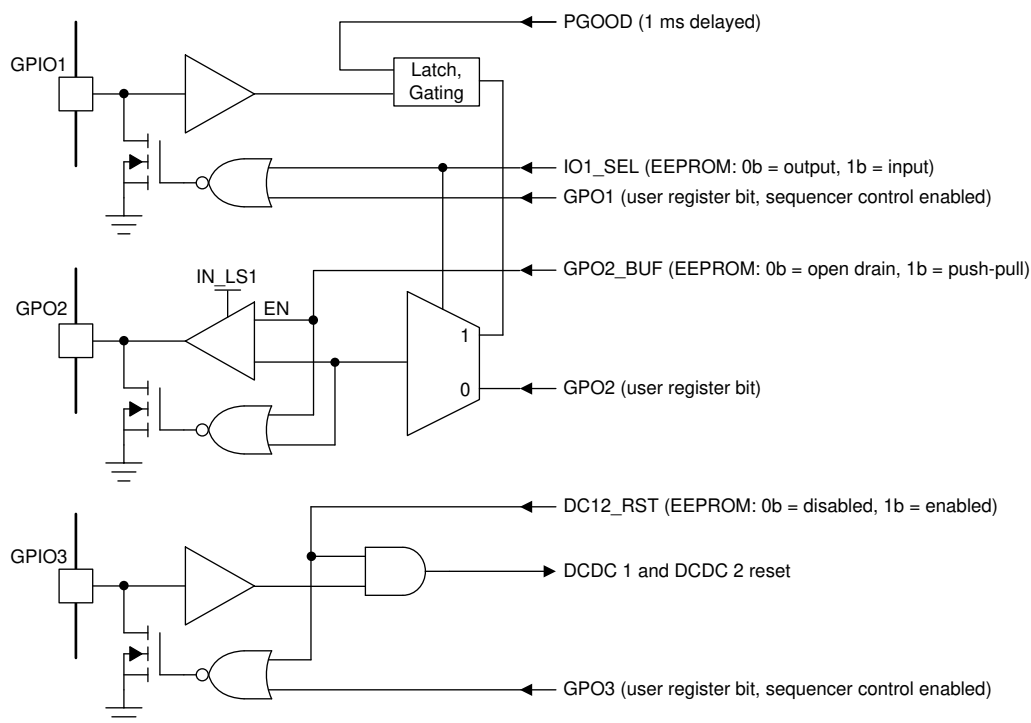 PGOOD (1 ms delayed)
GPIO1
Latch,
Gating
IO1_SEL (EEPROM: 0b = output, 1b = input)
GPO1 (user register bit, sequencer control enabled)
GPO2_BUF (EEPROM: 0b = open drain, 1b = push-pull)
IN_LS1
GPO2
EN
1
0
GPO2 (user register bit)
DC12_RST (EEPROM: 0b = disabled, 1b = enabled)
GPIO3
DCDC 1 and DCDC 2 reset
GPO3 (user register bit, sequencer control enabled)